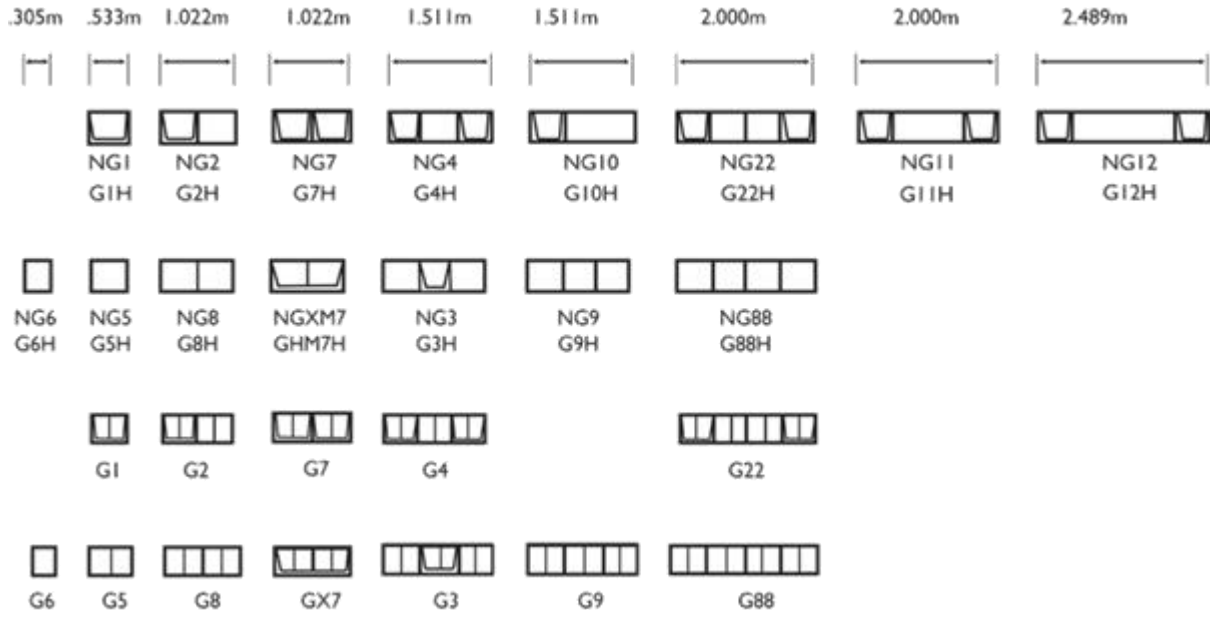 .305m .533m 1.022m 1.022m 1.511m 1.511m 2.000m 2.000m 2.489m
NG1 NG2 NG7 NG4 NG10 NG22 NG11 NG12
G1H G2H G7H G4H G10H G22H G11H G12H
NG6 NG5 NG8 NGXM7 NG3 NG9 NG88
G6H G5H G8H GHM7H G3H G9H G88H
G1 G2 G7 G4 G22
G6 G5 G8 GX7 G3 G9 G88